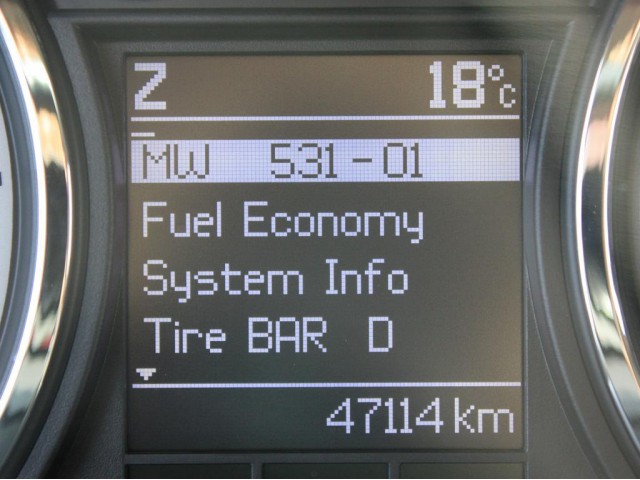 Z 18°C
MW 531-01
Fuel Economy
System Info
Tire BAR D
47114 km